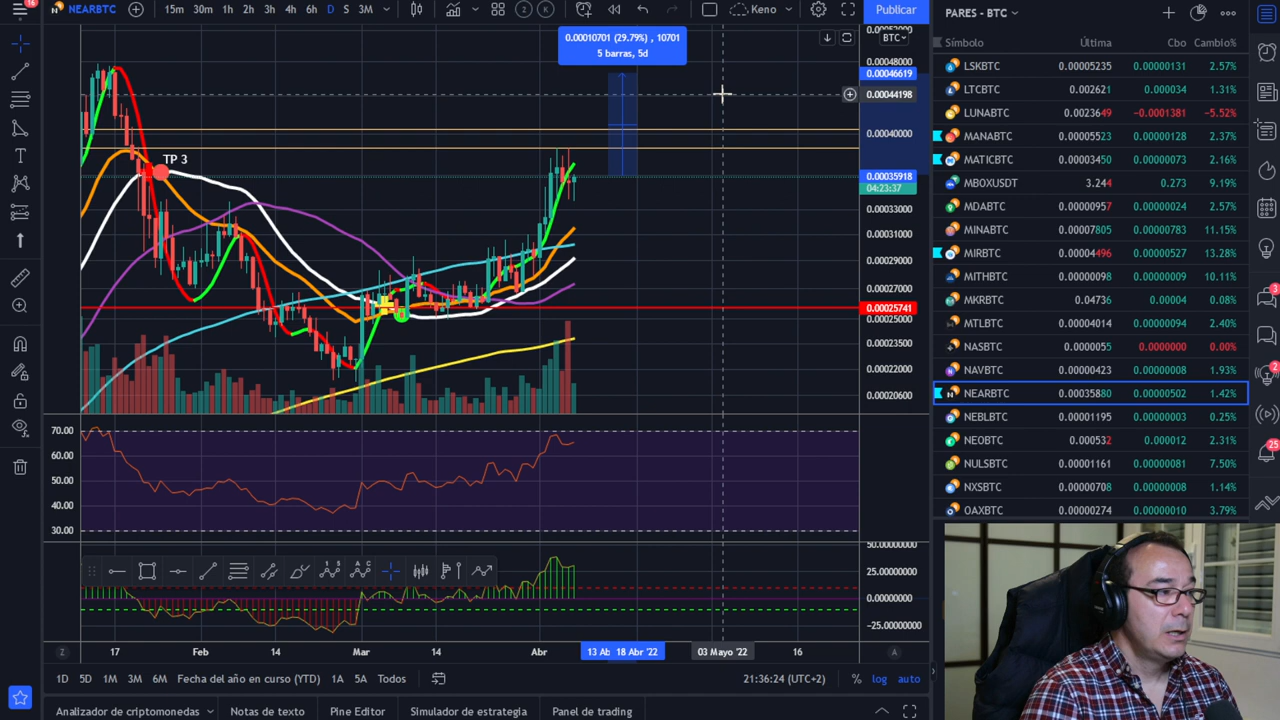 16
NEARBTC
15m 30m 1h 2h 3h 4h 6h D S 3M
2 K
Keno
Publicar
0.00010701 (29.79%) , 10701
5 barras, 5d
BTC
TP 3
0.00048000
0.00046619
0.00044198
0.00040000
0.00035918
04:23:37
0.00033000
0.00031000
0.00029000
0.00027000
0.00025741
0.00025000
0.00023500
0.00022000
0.00020600
70.00
50.00
40.00
30.00
50.00000000
25.00000000
0.00000000
−25.00000000
Z 17 Feb 14 Mar 14 Abr 13 Ab 18 Abr '22 03 Mayo '22 16 A
1D 5D 1M 3M 6M Fecha del año en curso (YTD) 1A 5A Todos
21:36:24 (UTC+2) % log auto
Analizador de criptomonedas Notas de texto Pine Editor Simulador de estrategia Panel de trading
PARES - BTC
Símbolo Última Cbo Cambio%
LSKBTC 0.00005235 0.00000131 2.57%
LTCBTC 0.002621 0.000034 1.31%
LUNABTC 0.0023649 -0.0001381 -5.52%
MANABTC 0.00005523 0.00000128 2.37%
MATICBTC 0.00003450 0.00000073 2.16%
MBOXUSDT 3.244 0.273 9.19%
MDABTC 0.00000957 0.00000024 2.57%
MINABTC 0.00007805 0.00000783 11.15%
MIRBTC 0.00004496 0.00000527 13.28%
MITHBTC 0.00000098 0.00000009 10.11%
MKRBTC 0.04736 0.00004 0.08%
MTLBTC 0.00004014 0.00000094 2.40%
NASBTC 0.0000055 0.0000000 0.00%
NAVBTC 0.00000423 0.00000008 1.93%
NEARBTC 0.00035880 0.00000502 1.42%
NEBLBTC 0.00001195 0.00000003 0.25%
NEOBTC 0.000532 0.000012 2.31%
NULSBTC 0.00001161 0.00000081 7.50%
NXSBTC 0.00000708 0.00000008 1.14%
OAXBTC 0.00000274 0.00000010 3.79%
3
2
25